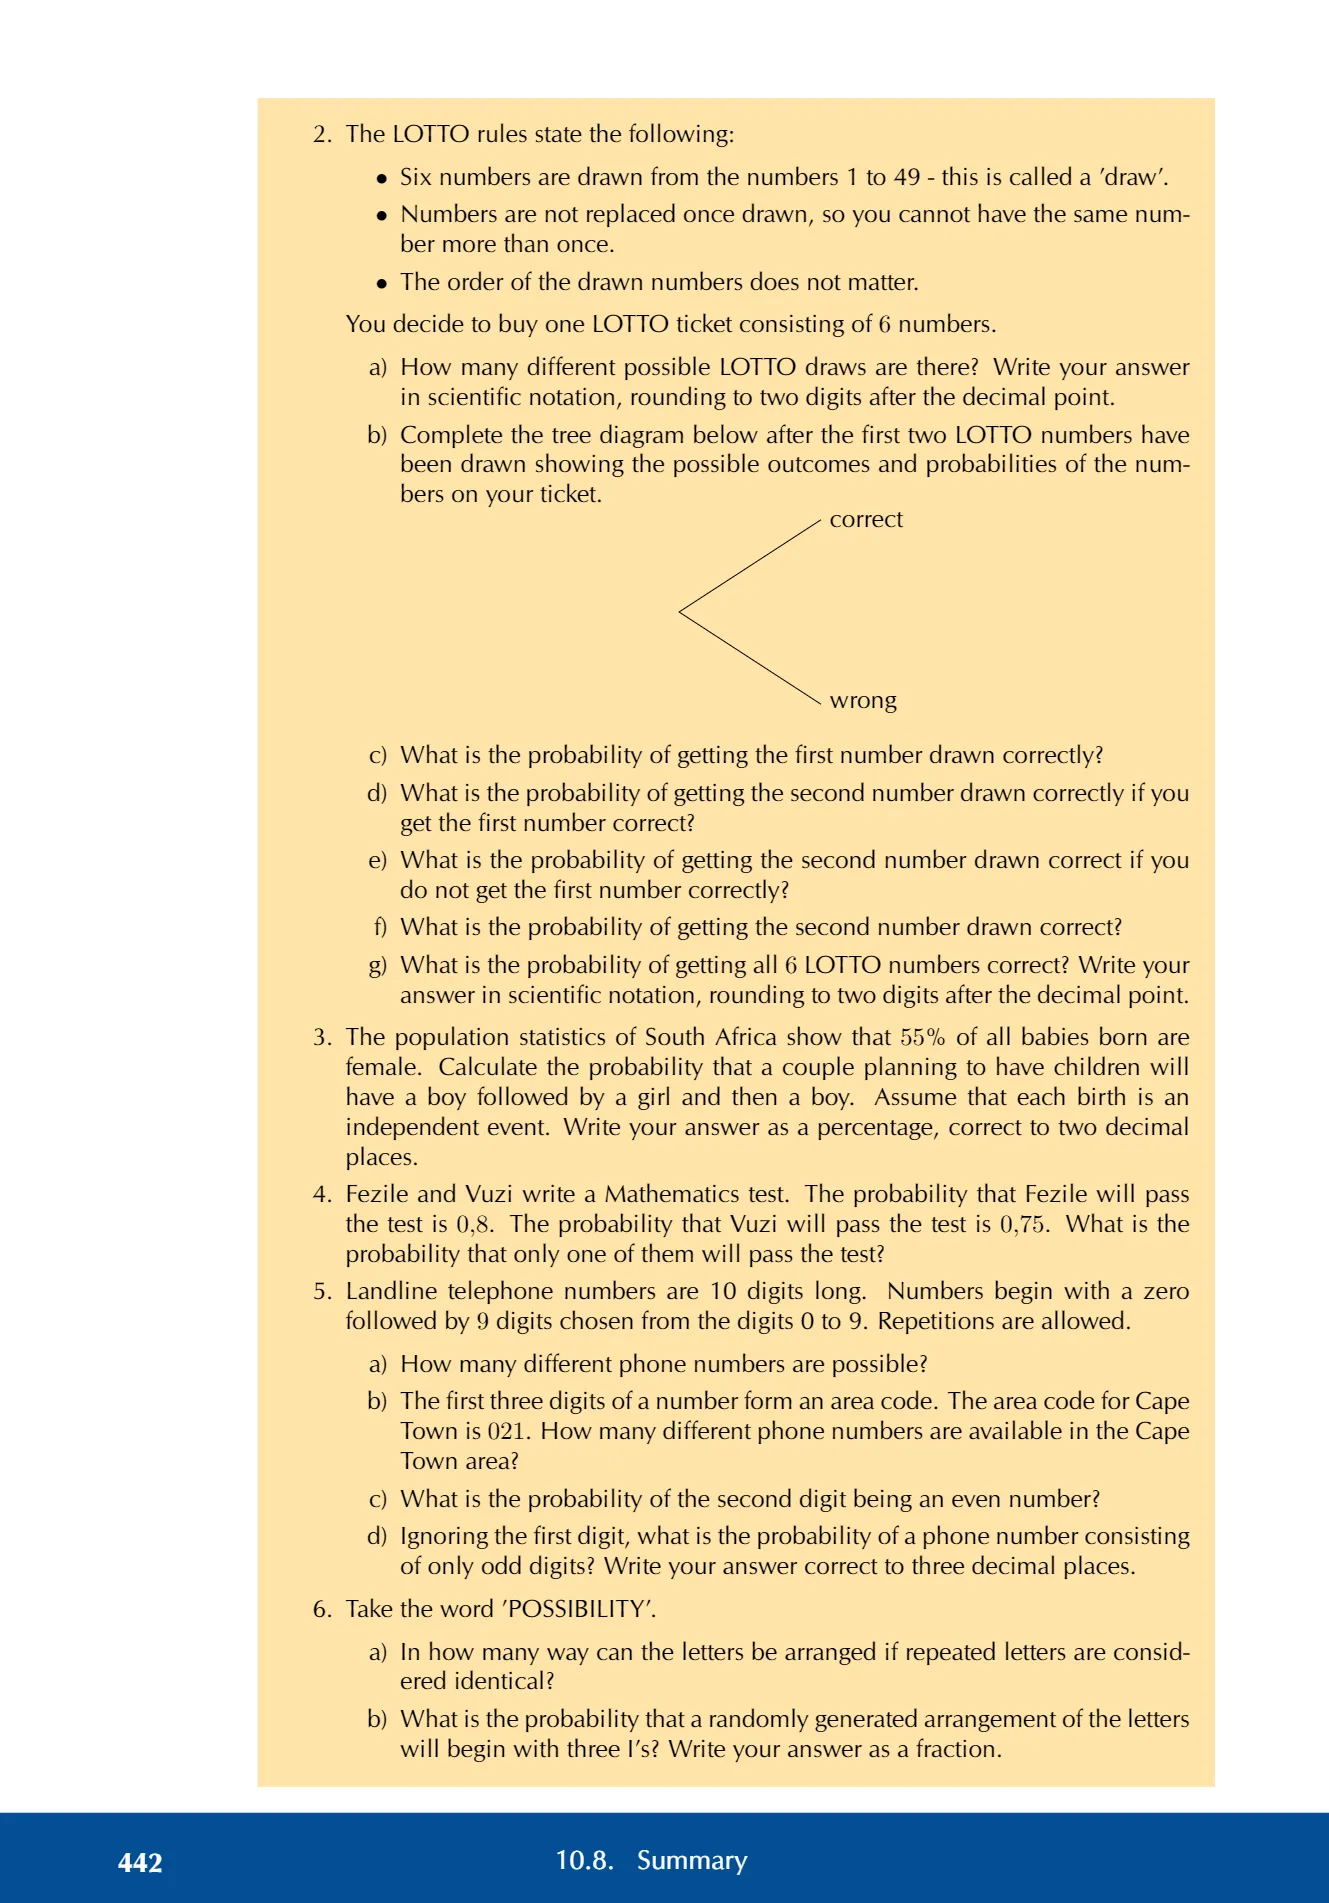 2. The LOTTO rules state the following:
• Six numbers are drawn from the numbers 1 to 49 - this is called a ’draw’.
• Numbers are not replaced once drawn, so you cannot have the same num-
ber more than once.
• The order of the drawn numbers does not matter.
You decide to buy one LOTTO ticket consisting of 6 numbers.
a) How many different possible LOTTO draws are there? Write your answer
in scientific notation, rounding to two digits after the decimal point.
b) Complete the tree diagram below after the first two LOTTO numbers have
been drawn showing the possible outcomes and probabilities of the num-
bers on your ticket.
correct
wrong
c) What is the probability of getting the first number drawn correctly?
d) What is the probability of getting the second number drawn correctly if you
get the first number correct?
e) What is the probability of getting the second number drawn correct if you
do not get the first number correctly?
f) What is the probability of getting the second number drawn correct?
g) What is the probability of getting all 6 LOTTO numbers correct? Write your
answer in scientific notation, rounding to two digits after the decimal point.
3. The population statistics of South Africa show that 55% of all babies born are
female. Calculate the probability that a couple planning to have children will
have a boy followed by a girl and then a boy. Assume that each birth is an
independent event. Write your answer as a percentage, correct to two decimal
places.
4. Fezile and Vuzi write a Mathematics test. The probability that Fezile will pass
the test is 0,8. The probability that Vuzi will pass the test is 0,75. What is the
probability that only one of them will pass the test?
5. Landline telephone numbers are 10 digits long. Numbers begin with a zero
followed by 9 digits chosen from the digits 0 to 9. Repetitions are allowed.
a) How many different phone numbers are possible?
b) The first three digits of a number form an area code. The area code for Cape
Town is 021. How many different phone numbers are available in the Cape
Town area?
c) What is the probability of the second digit being an even number?
d) Ignoring the first digit, what is the probability of a phone number consisting
of only odd digits? Write your answer correct to three decimal places.
6. Take the word ’POSSIBILITY’.
a) In how many way can the letters be arranged if repeated letters are consid-
ered identical?
b) What is the probability that a randomly generated arrangement of the letters
will begin with three I’s? Write your answer as a fraction.
442 10.8. Summary